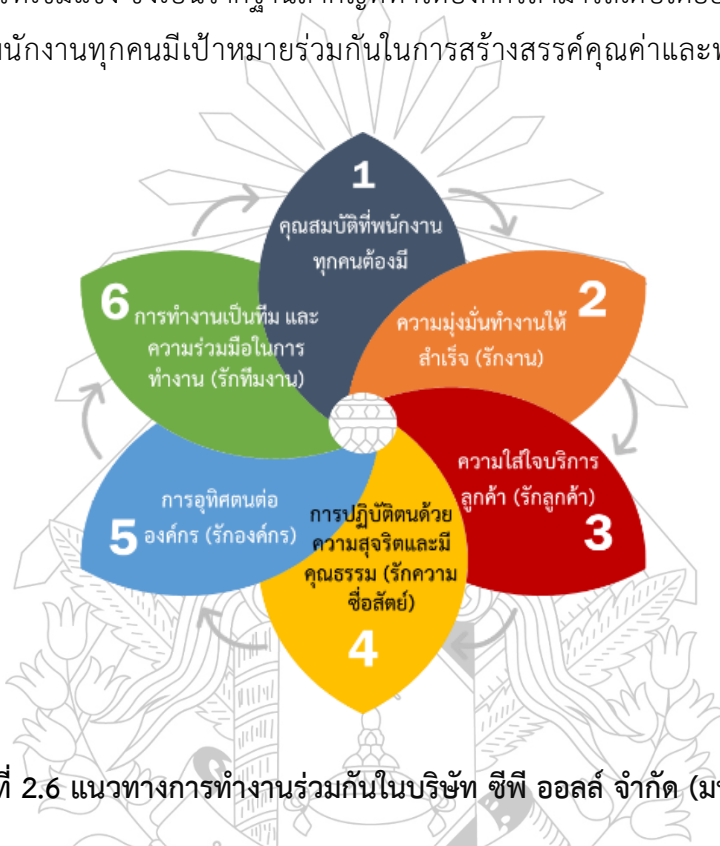 นักงานทุกคนมีเป้าหมายร่วมกันในการสร้างสรรค์คุณค่าและ
1
คุณสมบัติที่พนักงาน
ทุกคนต้องมี
2
ความมุ่งมั่นทำงานให้
สำเร็จ (รักงาน)
ความใส่ใจบริการ
ลูกค้า (รักลูกค้า)
3
การปฏิบัติตนด้วย
ความสุจริตและมี
คุณธรรม (รักความ
ซื่อสัตย์)
4
การอุทิศตนต่อ
5 องค์กร (รักองค์กร)
6
การทำงานเป็นทีม และ
ความร่วมมือในการ
ทำงาน (รักทีมงาน)
ที่ 2.6 แนวทางการทำงานร่วมกันในบริษัท ซีพี ออลล์ จำกัด (ม